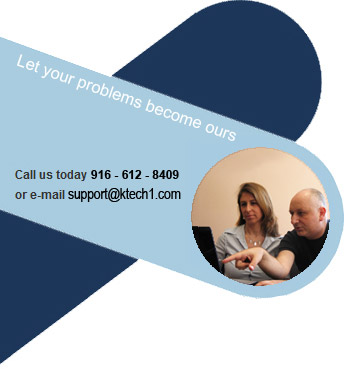 Let your problems become ours
Call us today 916 - 612 - 8409
or e-mail support@ktech1.com